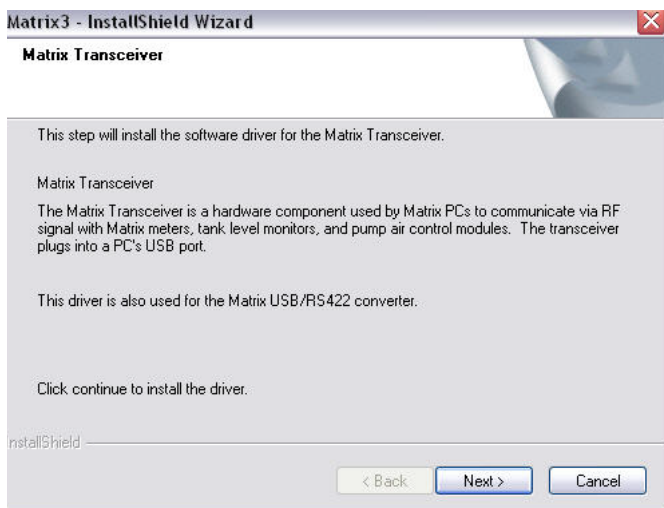 Matrix3 - InstallShield Wizard
Matrix Transceiver
This step will install the software driver for the Matrix Transceiver.
Matrix Transceiver
The Matrix Transceiver is a hardware component used by Matrix PCs to communicate via RF
signal with Matrix meters, tank level monitors, and pump air control modules. The transceiver
plugs into a PC's USB port.
This driver is also used for the Matrix USB/RS422 converter.
Click continue to install the driver.
nstallShield
< Back Next > Cancel